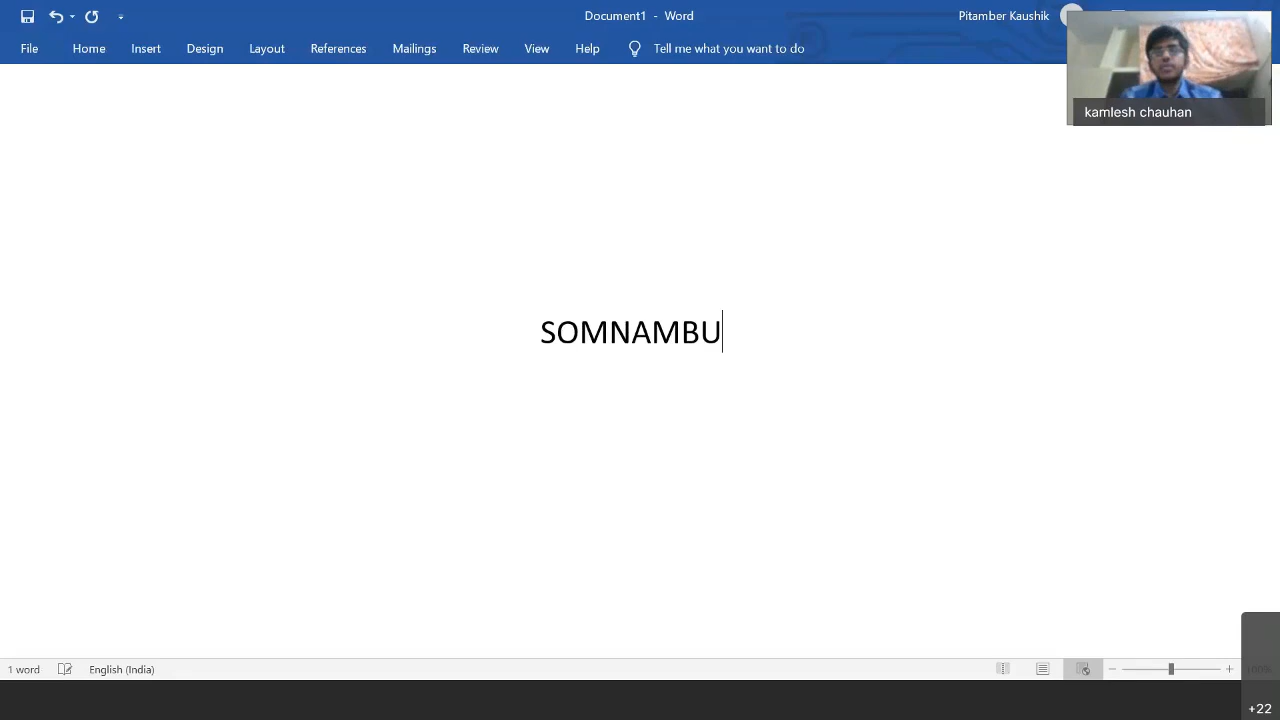 Document1 - Word
Pitamber Kaushik
File Home Insert Design Layout References Mailings Review View Help Tell me what you want to do
kamlesh chauhan
SOMNAMBU
1 word English (India)
+22